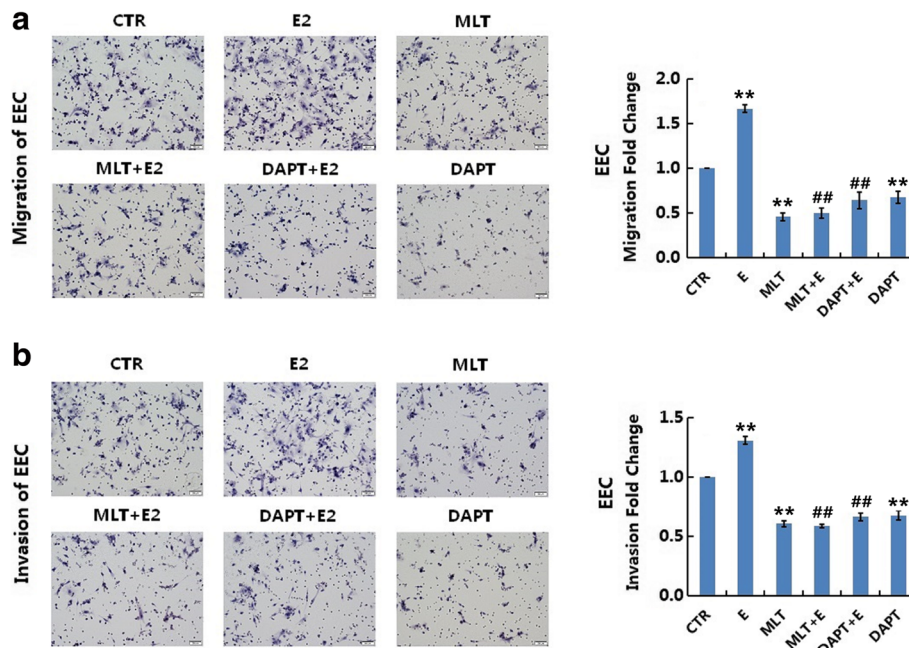 a
CTR E2 MLT
Migration of EEC
MLT+E2 DAPT+E2 DAPT
EEC
Migration Fold Change
2.0
1.5
1.0
0.5
0.0
** ** ## ## **
CTR E MLT MLT+E DAPT+E DAPT
b
CTR E2 MLT
Invasion of EEC
MLT+E2 DAPT+E2 DAPT
EEC
Invasion Fold Change
1.5
1.0
0.5
0.0
** ** ## ## **
CTR E MLT MLT+E DAPT+E DAPT